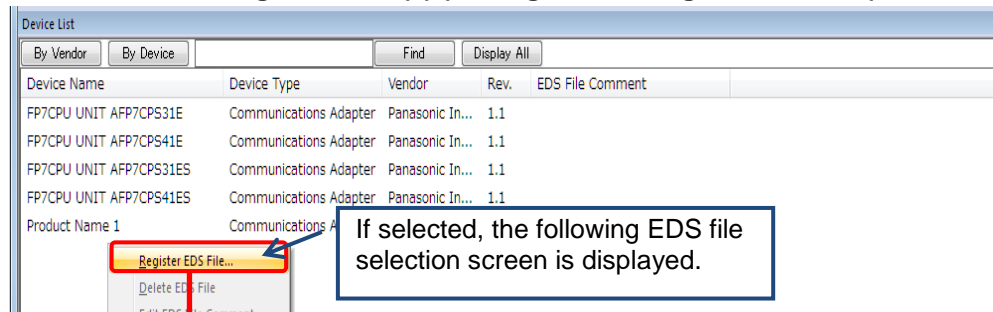 Device List
By Vendor By Device Find Display All
Device Name Device Type Vendor Rev. EDS File Comment
FP7CPU UNIT AFP7CPS31E Communications Adapter Panasonic In... 1.1
FP7CPU UNIT AFP7CPS41E Communications Adapter Panasonic In... 1.1
FP7CPU UNIT AFP7CPS31ES Communications Adapter Panasonic In... 1.1
FP7CPU UNIT AFP7CPS41ES Communications Adapter Panasonic In... 1.1
Product Name 1 Communications A
If selected, the following EDS file
selection screen is displayed.
Register EDS File...
Delete EDS File